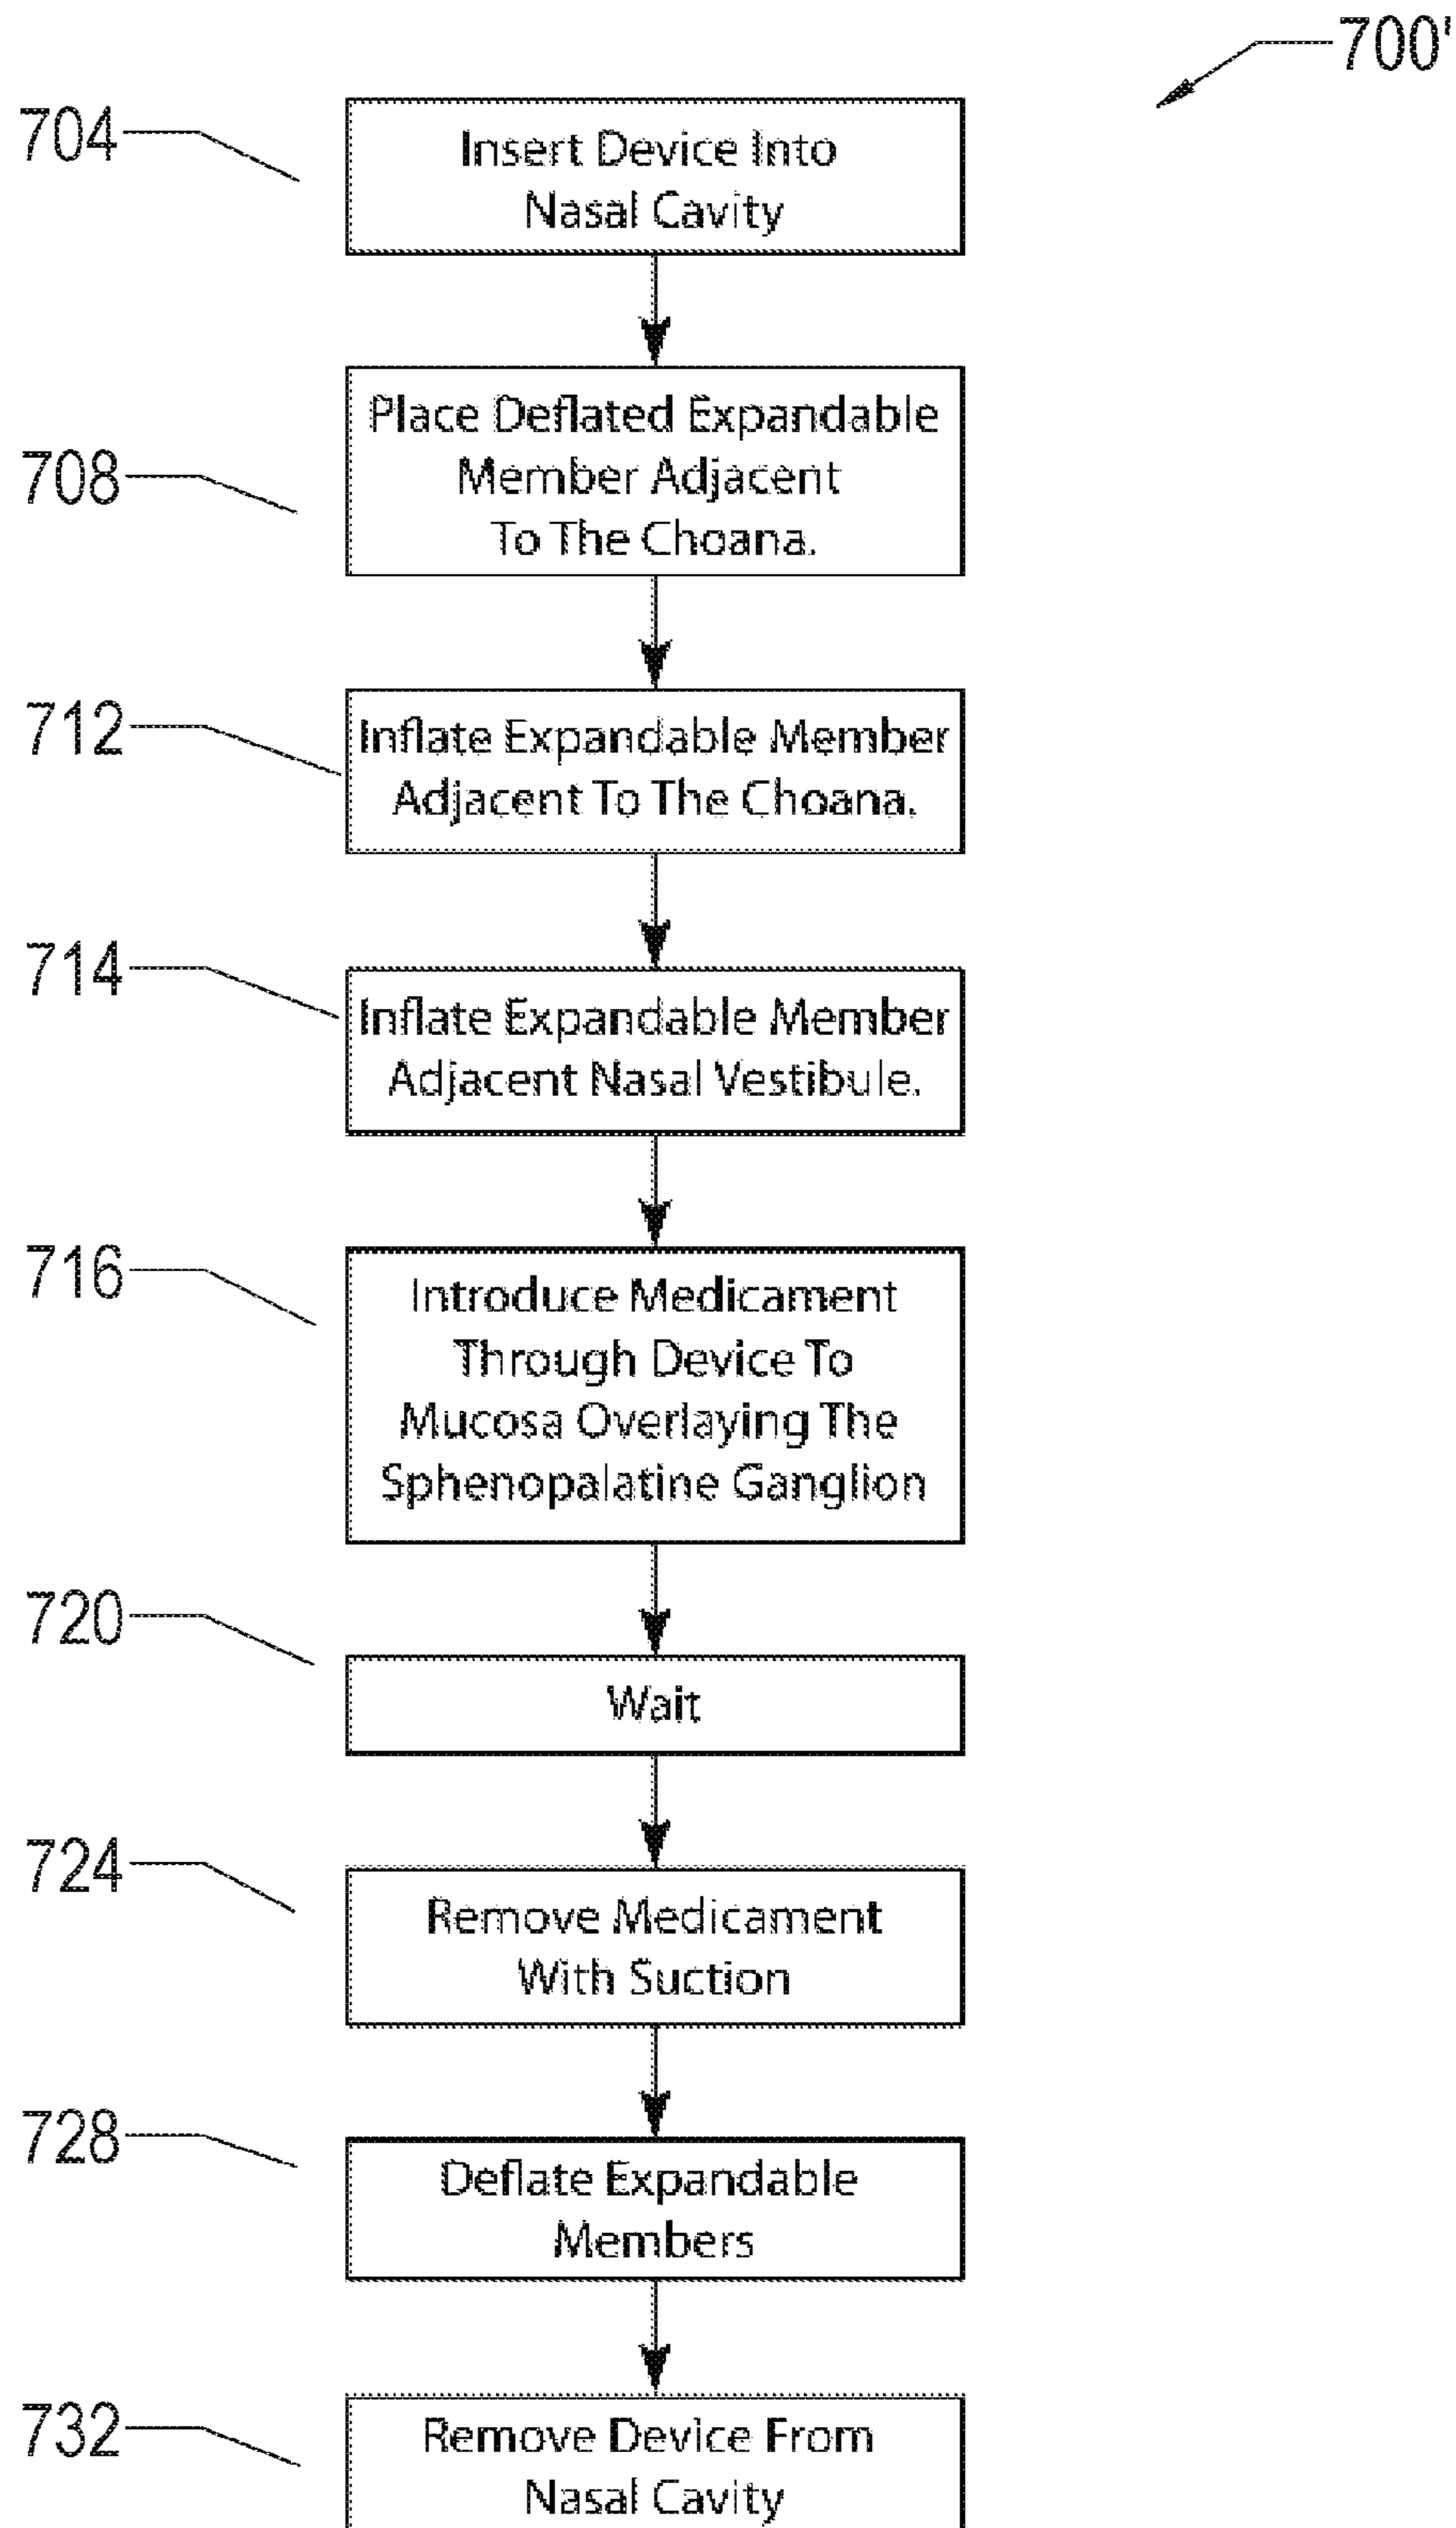 700'
704
Insert Device Into
Nasal Cavity
708
Place Deflated Expandable
Member Adjacent
To The Choana.
712
Inflate Expandable Member
Adjacent To The Choana.
714
Inflate Expandable Member
Adjacent Nasal Vestibule.
716
Introduce Medicament
Through Device To
Mucosa Overlaying The
Sphenopalatine Ganglion
720
Wait
724
Remove Medicament
With Suction
728
Deflate Expandable
Members
732
Remove Device From
Nasal Cavity